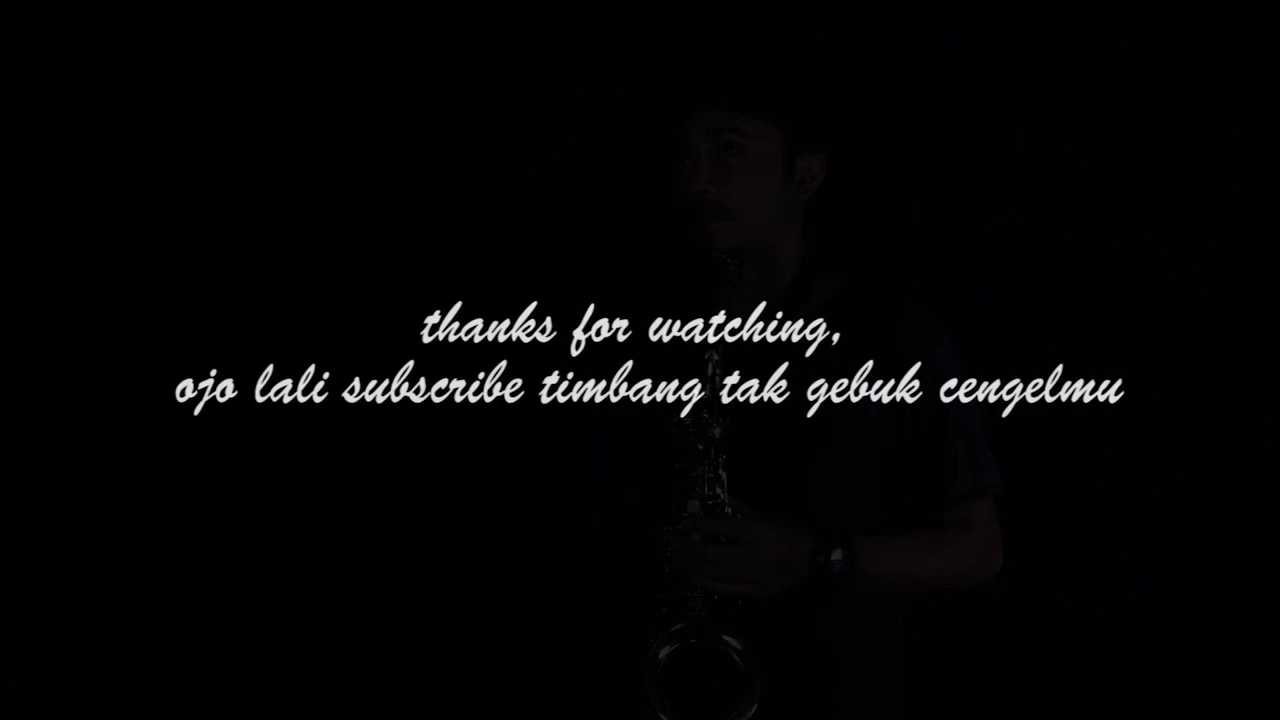 thanks for watching,
ojo lali subscribe timbang tak gebuk cengelmu